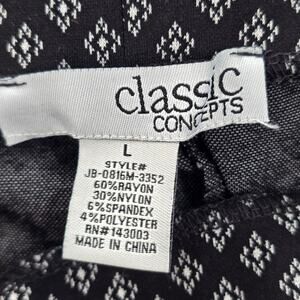 classic
CONCEPTS
L
STYLE#
JB-0816M-3352
60%RAYON
30%NYLON
6%SPANDEX
4%POLYESTER
RN#143003
MADE IN CHINA